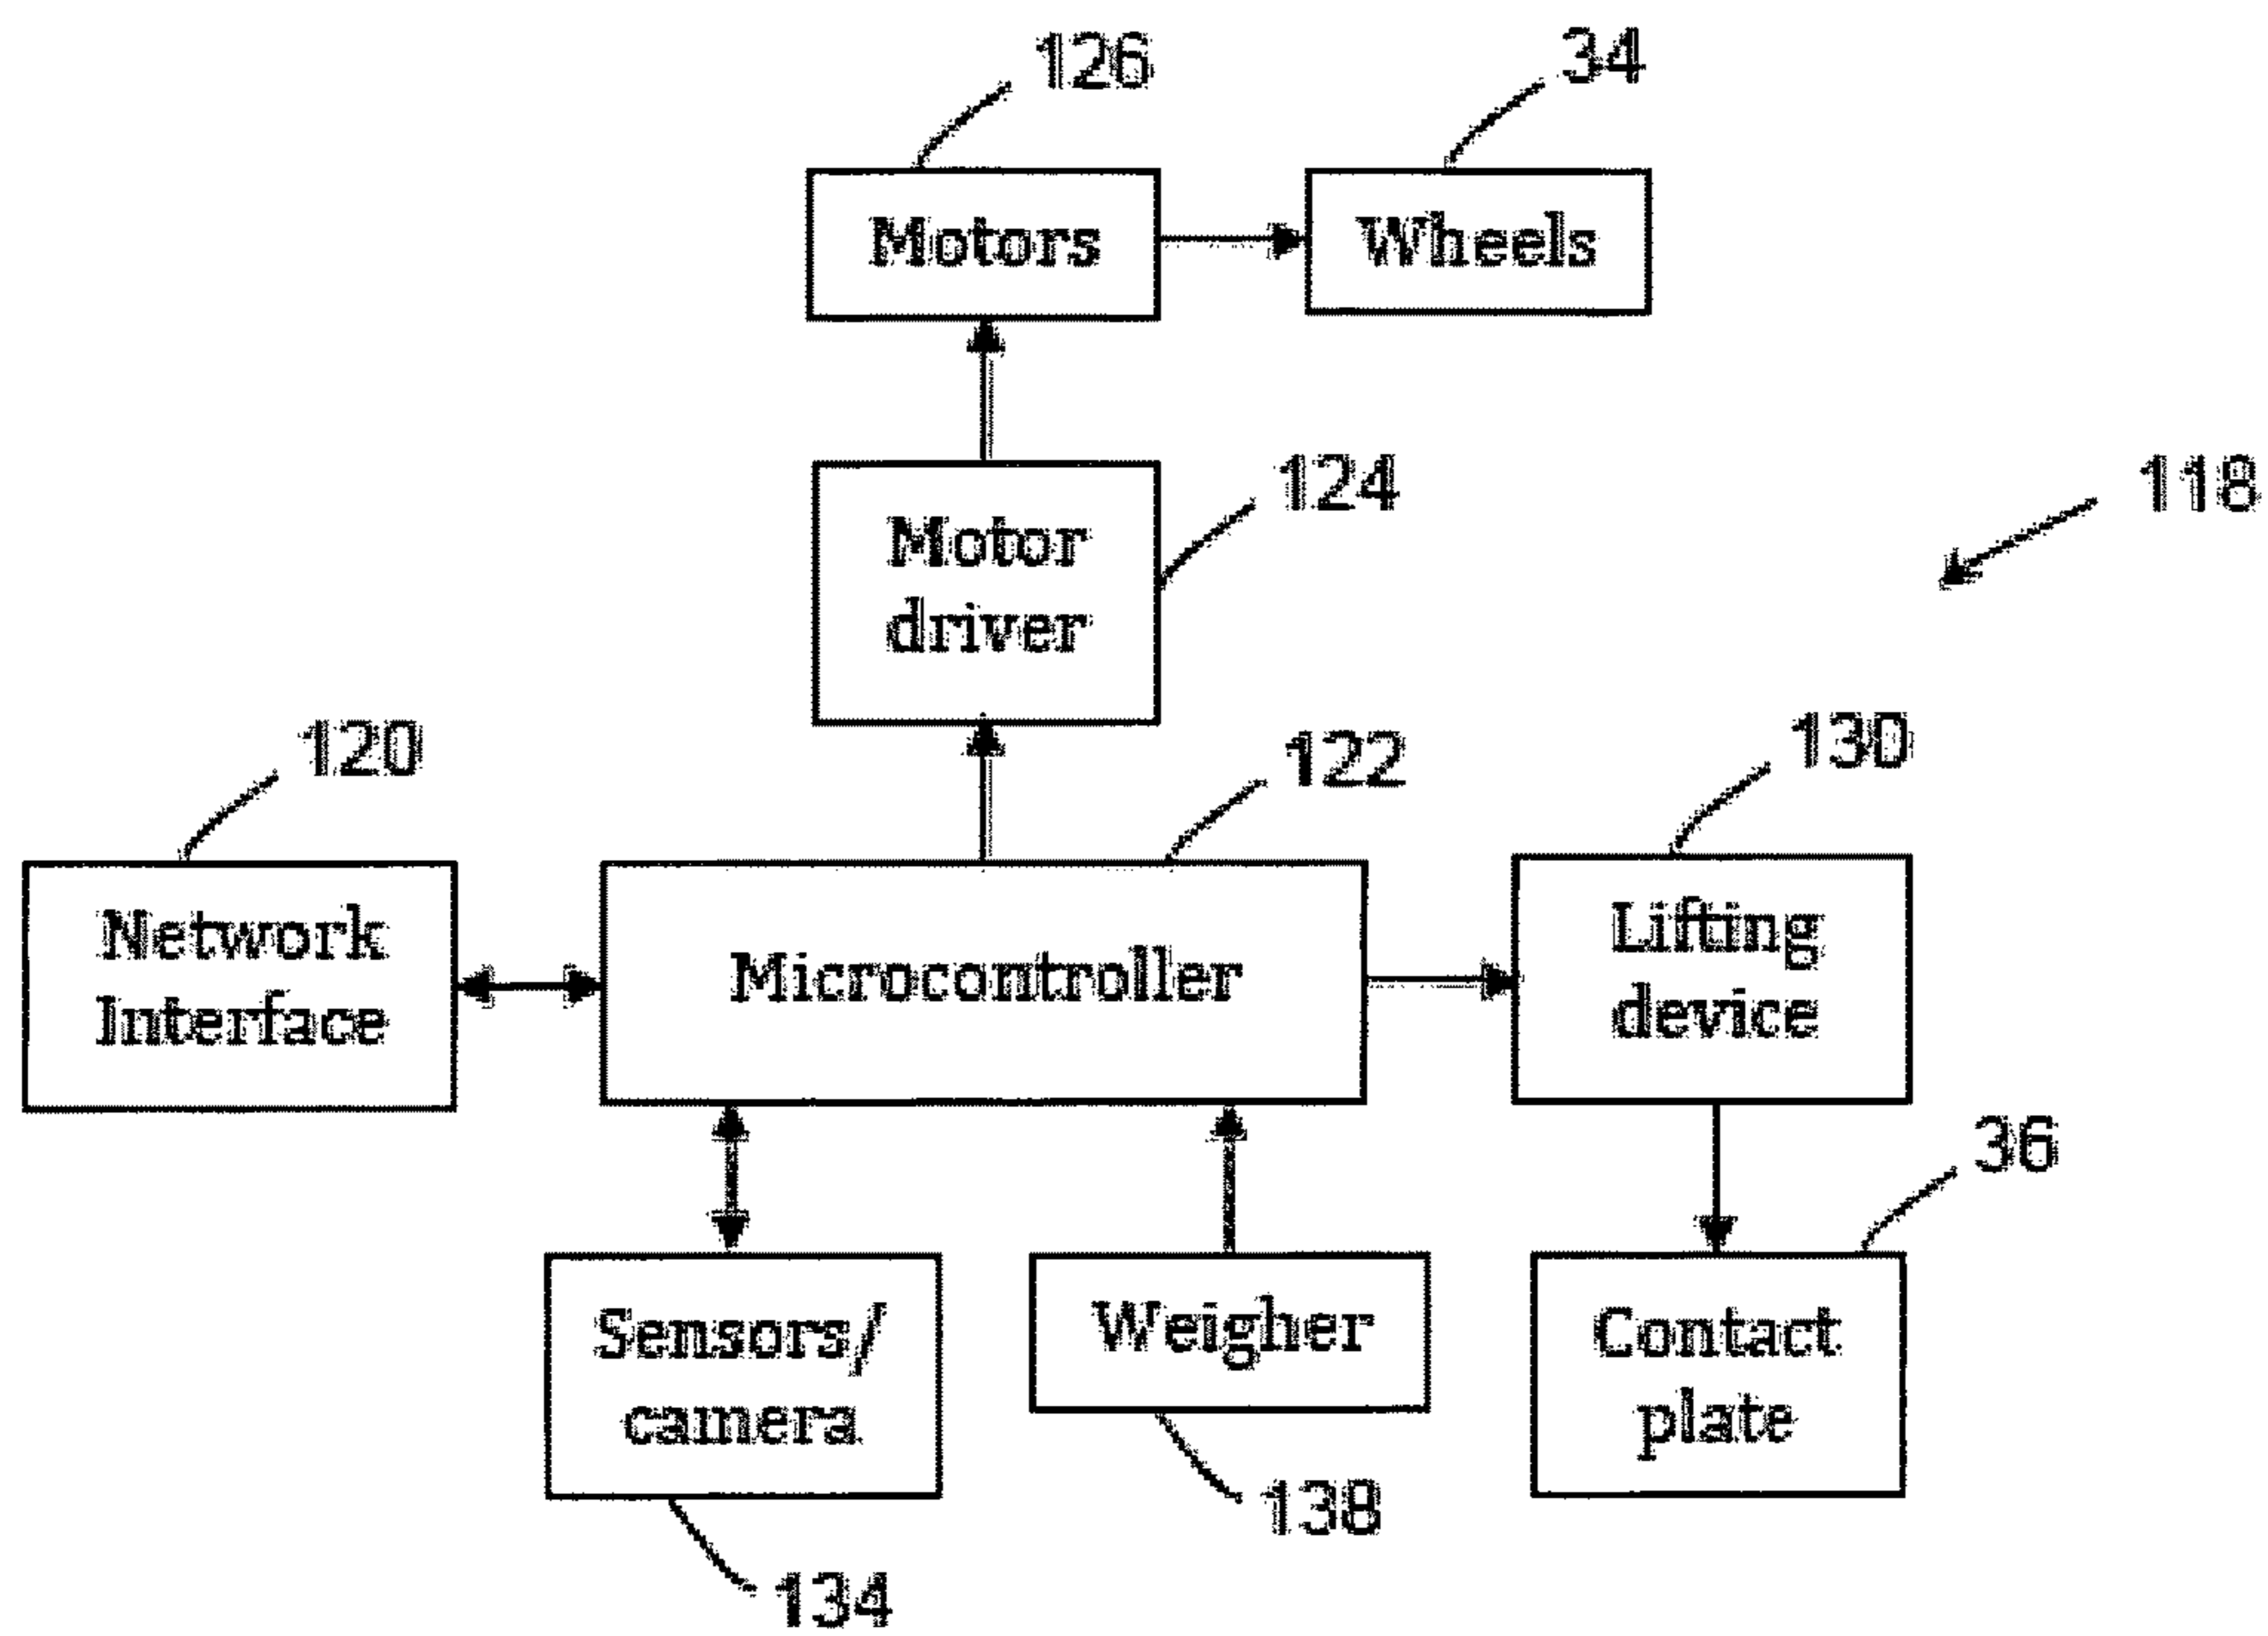 126
34
Motors
Wheels
124
118
Motor
driver
120
122
130
Network
Interface
Microcontroller
Lifting
device
36
Sensors/
camera
Weigher
Contact
plate
138
134